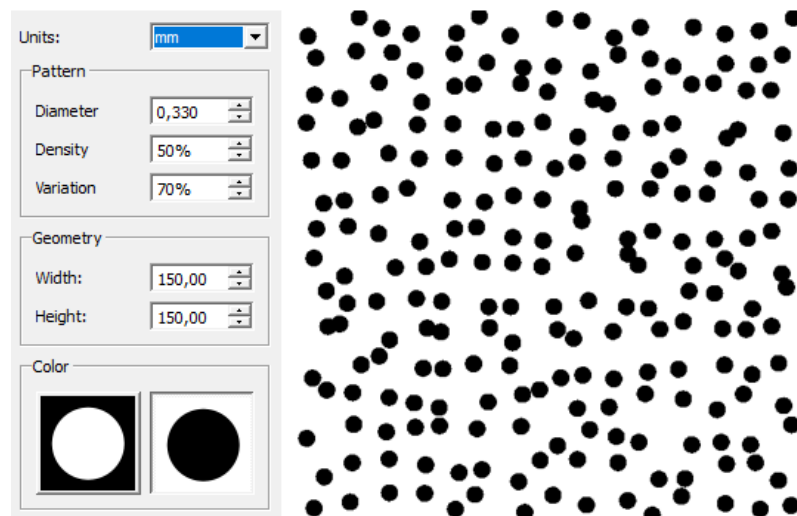 Units: mm
Pattern
Diameter 0,330
Density 50%
Variation 70%
Geometry
Width: 150,00
Height: 150,00
Color